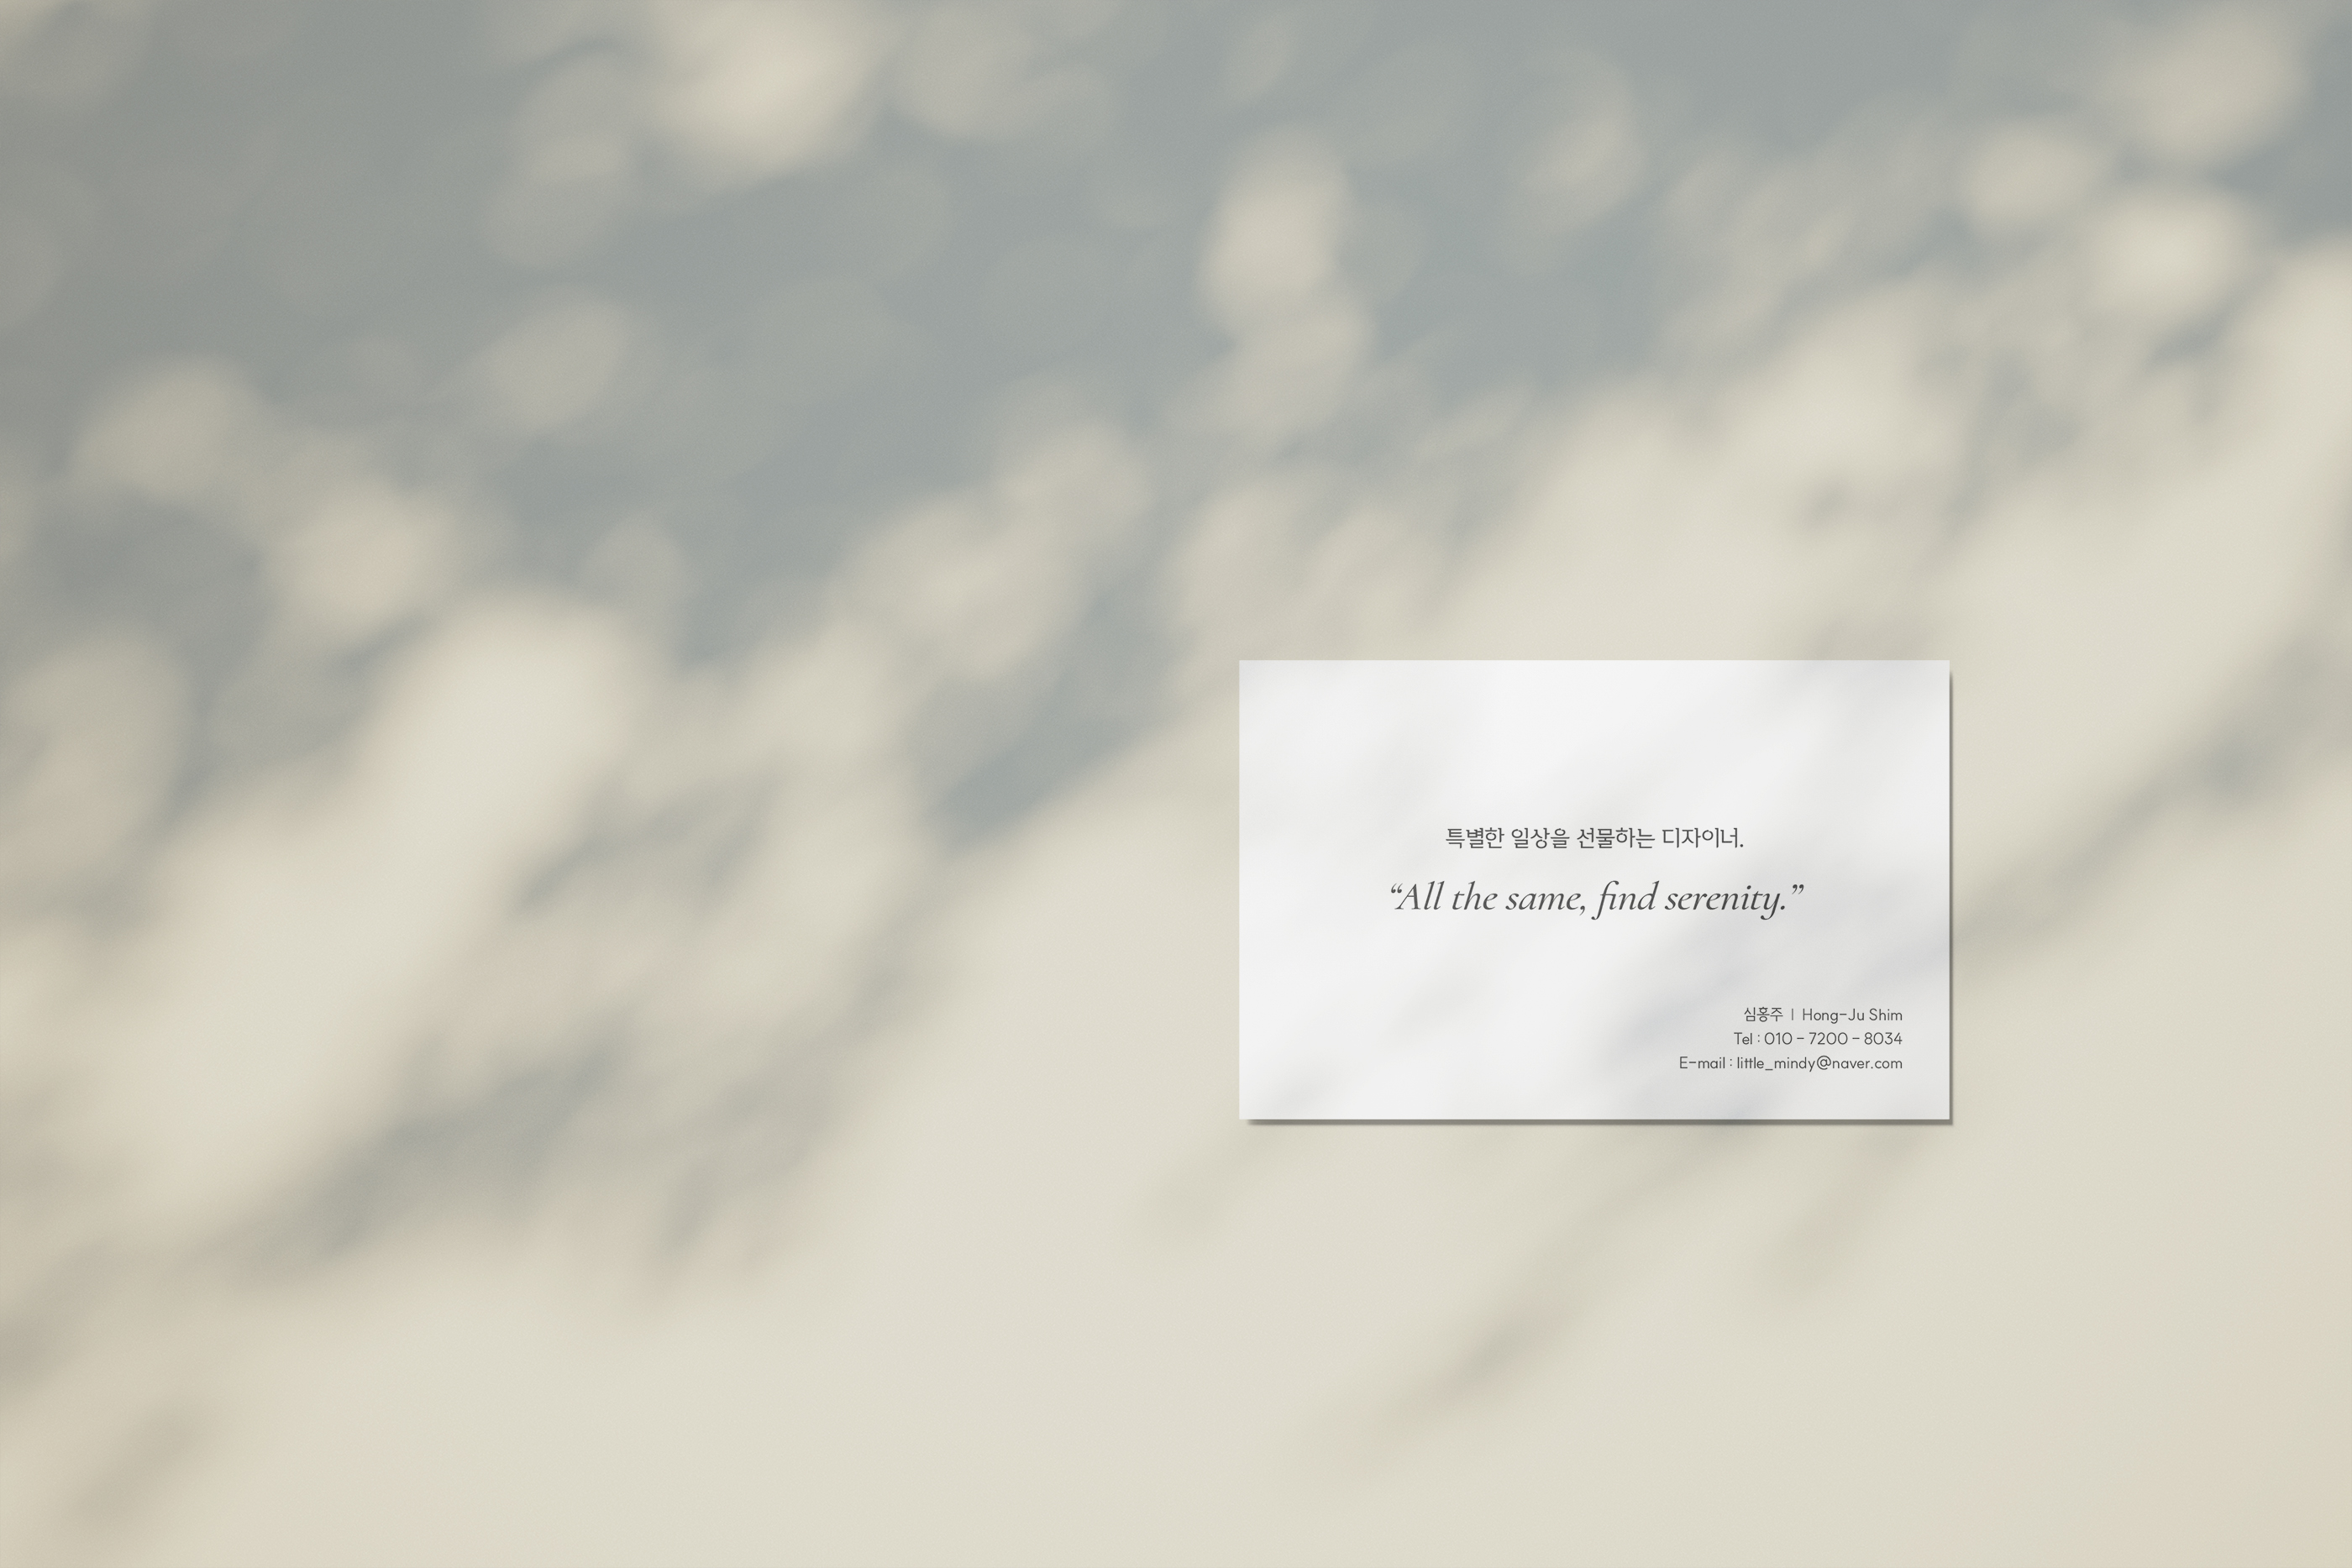 특별한 일상을 선물하는 디자이너.
“All the same, find serenity.”
심홍주 | Hong-Ju Shim
Tel : 010 - 7200 - 8034
E-mail : little_mindy@naver.com